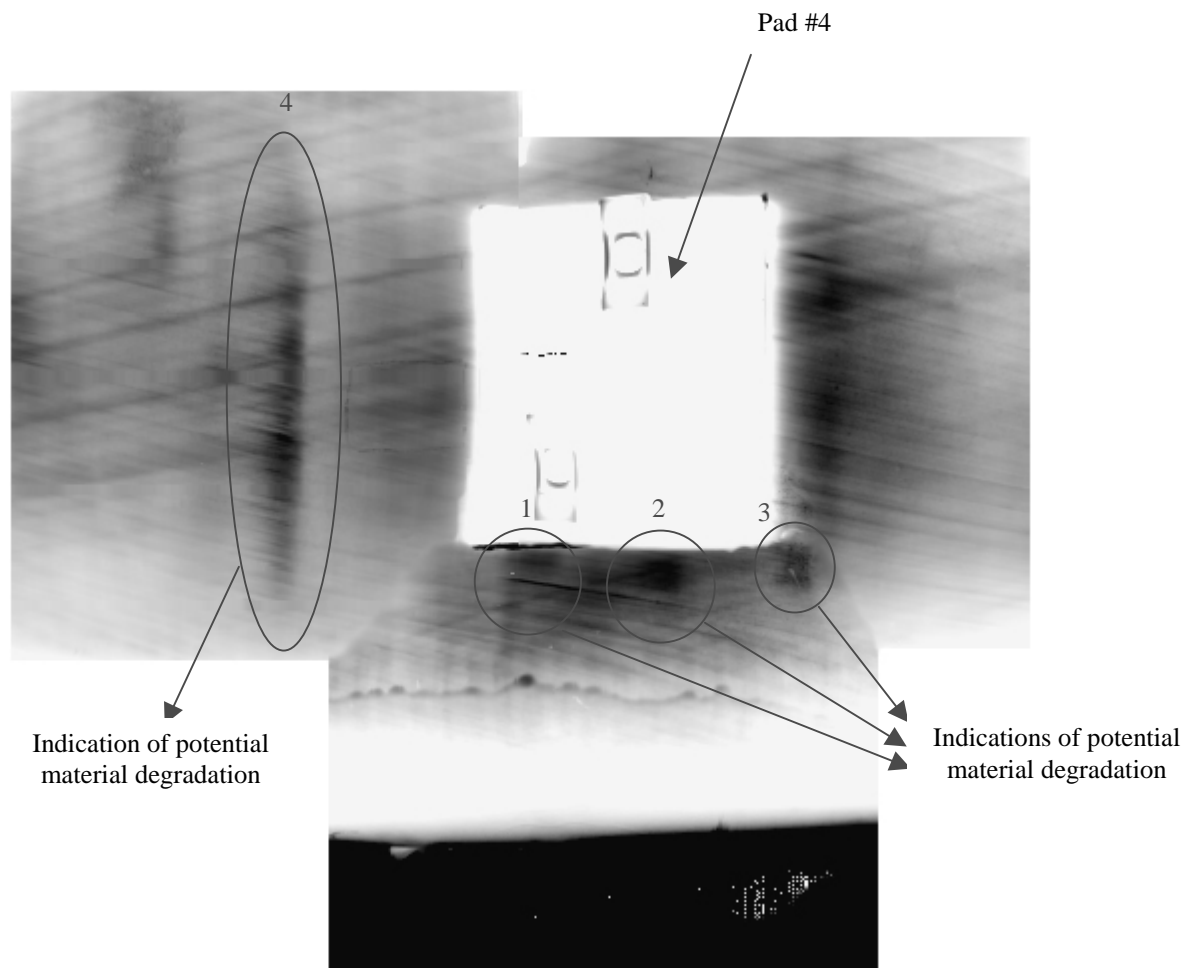 Pad #4
4
1
2
3
Indication of potential
material degradation
Indications of potential
material degradation